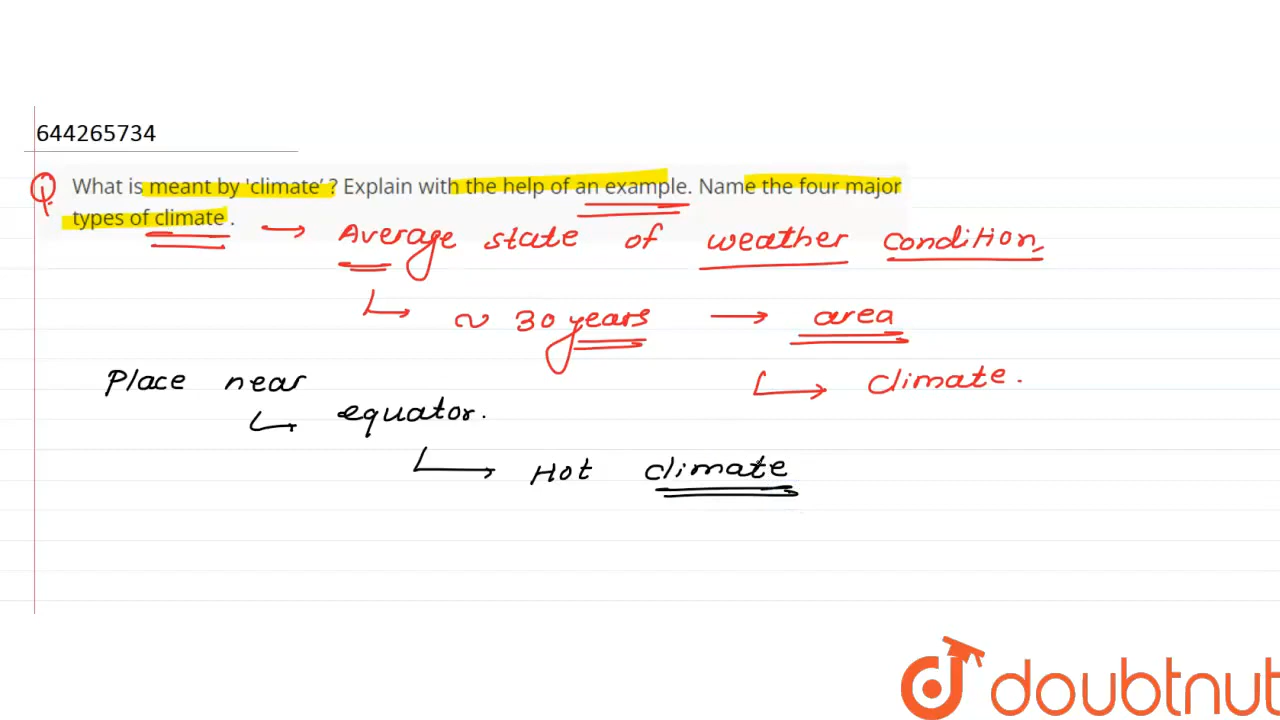 644265734
Q. What is meant by 'climate' ? Explain with the help of an example. Name the four major
types of climate .
→ Average state of weather condition,
~ 30 years → area
Place near
→ climate.
equator.
→ Hot climate
doubtnut